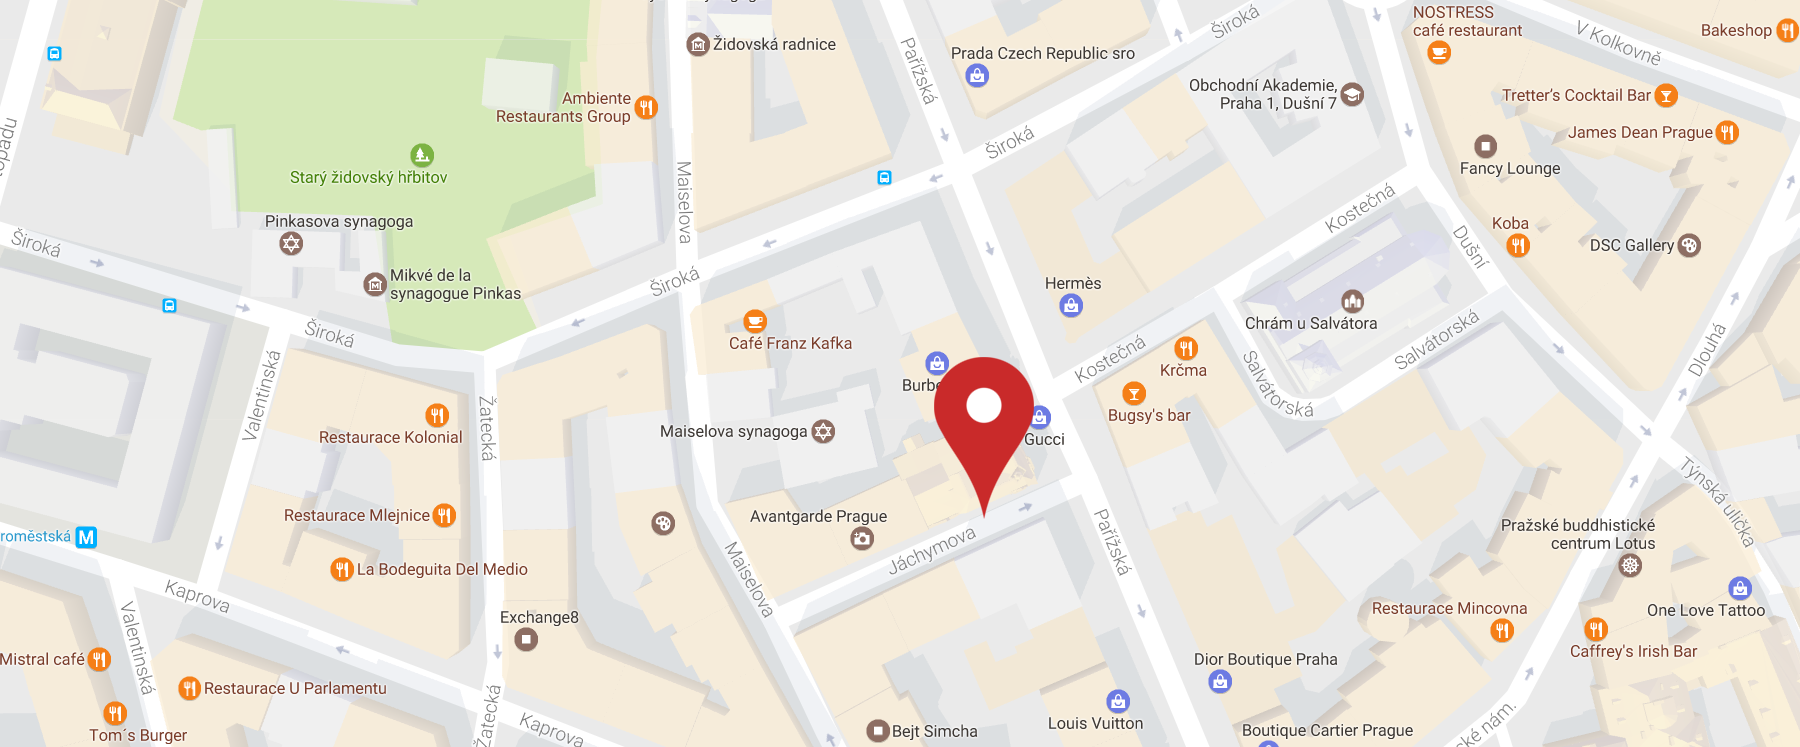 NOSTRESS
café restaurant
Široká
V Kolkovně
Bakeshop
Židovská radnice
Pařížská
Prada Czech Republic sro
Obchodní Akademie,
Praha 1, Dušní 7
Tretter's Cocktail Bar
Ambiente
Restaurants Group
James Dean Prague
Široká
Fancy Lounge
Starý židovský hřbitov
Maiselova
Kostečná
Pinkasova synagoga
Koba
Široká
Dušní
DSC Gallery
Mikvé de la
synagogue Pinkas
Široká
Hermès
Chrám u Salvátora
Široká
Café Franz Kafka
Kostečná
Salvátorská
Dlouhá
Valentinská
Krčma
Salvátorská
Žatecká
Bugsy's bar
Restaurace Kolonial
Maiselova synagoga
Gucci
Týnská ulička
Restaurace Mlejnice
Avantgarde Prague
Pařížská
Pražské buddhistické
centrum Lotus
M
Jáchymova
La Bodeguita Del Medio
Maiselova
Kaprova
Exchange8
Restaurace Mincovna
One Love Tattoo
Valentinská
Caffrey's Irish Bar
Mistral café
Dior Boutique Praha
Restaurace U Parlamentu
Žatecká
Kaprova
Louis Vuitton
Bejt Simcha
Boutique Cartier Prague
Tom´s Burger
ské nám.